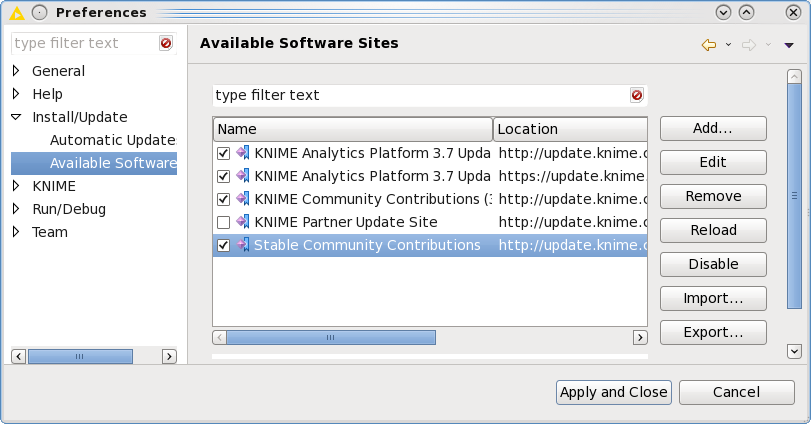 Preferences
type filter text
General
Help
Install/Update
Automatic Update
Available Software
KNIME
Run/Debug
Team
Available Software Sites
type filter text
Name Location
KNIME Analytics Platform 3.7 Upda http://update.knime.c
KNIME Analytics Platform 3.7 Upda https://update.knime.
KNIME Community Contributions (3 http://update.knime.c
KNIME Partner Update Site http://update.knime.c
Stable Community Contributions http://update.knime.c
Add...
Edit
Remove
Reload
Disable
Import...
Export...
Apply and Close
Cancel